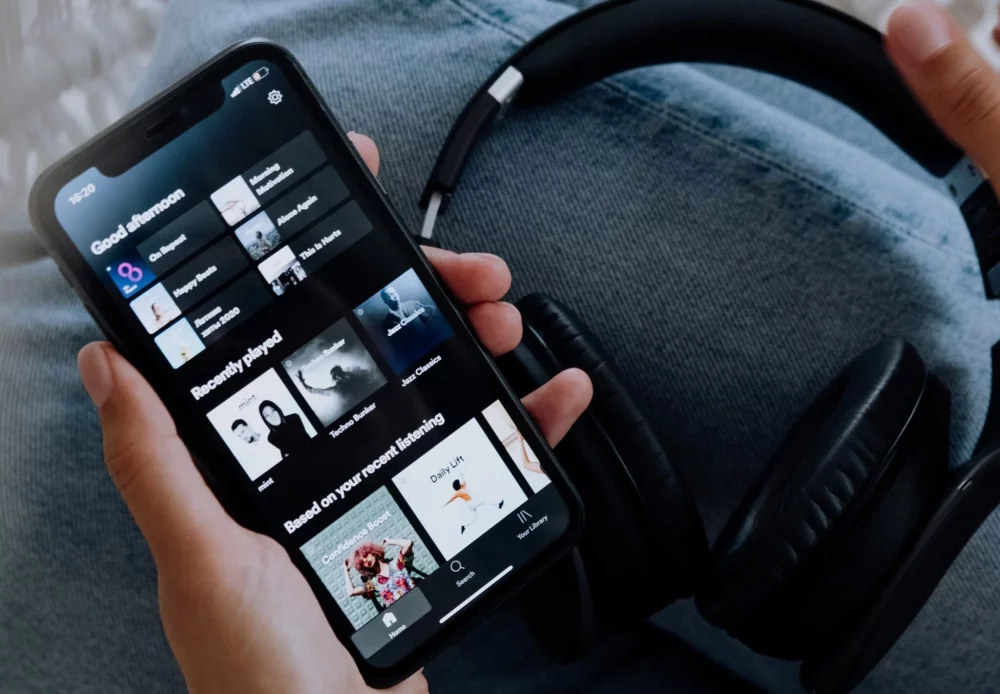 16:20
LTE
Good afternoon
On Repeat
Morning
Motivation
Happy Beats
Alone Again
Летние
хиты 2020
This Is Hurts
Recently played
mint
mint
Techno Bunker
Techno Bunker
Jazz Classics
Jazz Classics
Based on your recent listening
Confidence Boost
Daily Lift
Home
Search
Your Library